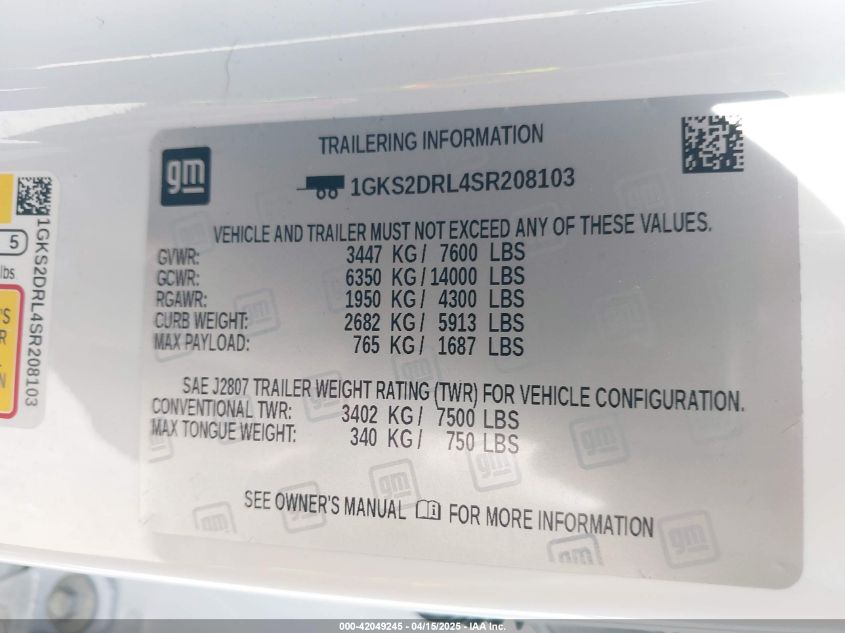 gm
TRAILERING INFORMATION
1GKS2DRL4SR208103
VEHICLE AND TRAILER MUST NOT EXCEED ANY OF THESE VALUES.
GVWR: 3447 KG/ 7600 LBS
GCWR: 6350 KG/14000 LBS
RGAWR: 1950 KG/ 4300 LBS
CURB WEIGHT: 2682 KG/ 5913 LBS
MAX PAYLOAD: 765 KG/ 1687 LBS
SAE J2807 TRAILER WEIGHT RATING (TWR) FOR VEHICLE CONFIGURATION.
CONVENTIONAL TWR: 3402 KG/ 7500 LBS
MAX TONGUE WEIGHT: 340 KG/ 750 LBS
SEE OWNER'S MANUAL FOR MORE INFORMATION
1GKS2DRL4SR208103
5
lbs
000-42049245 - 04/15/2025 - IAA Inc.